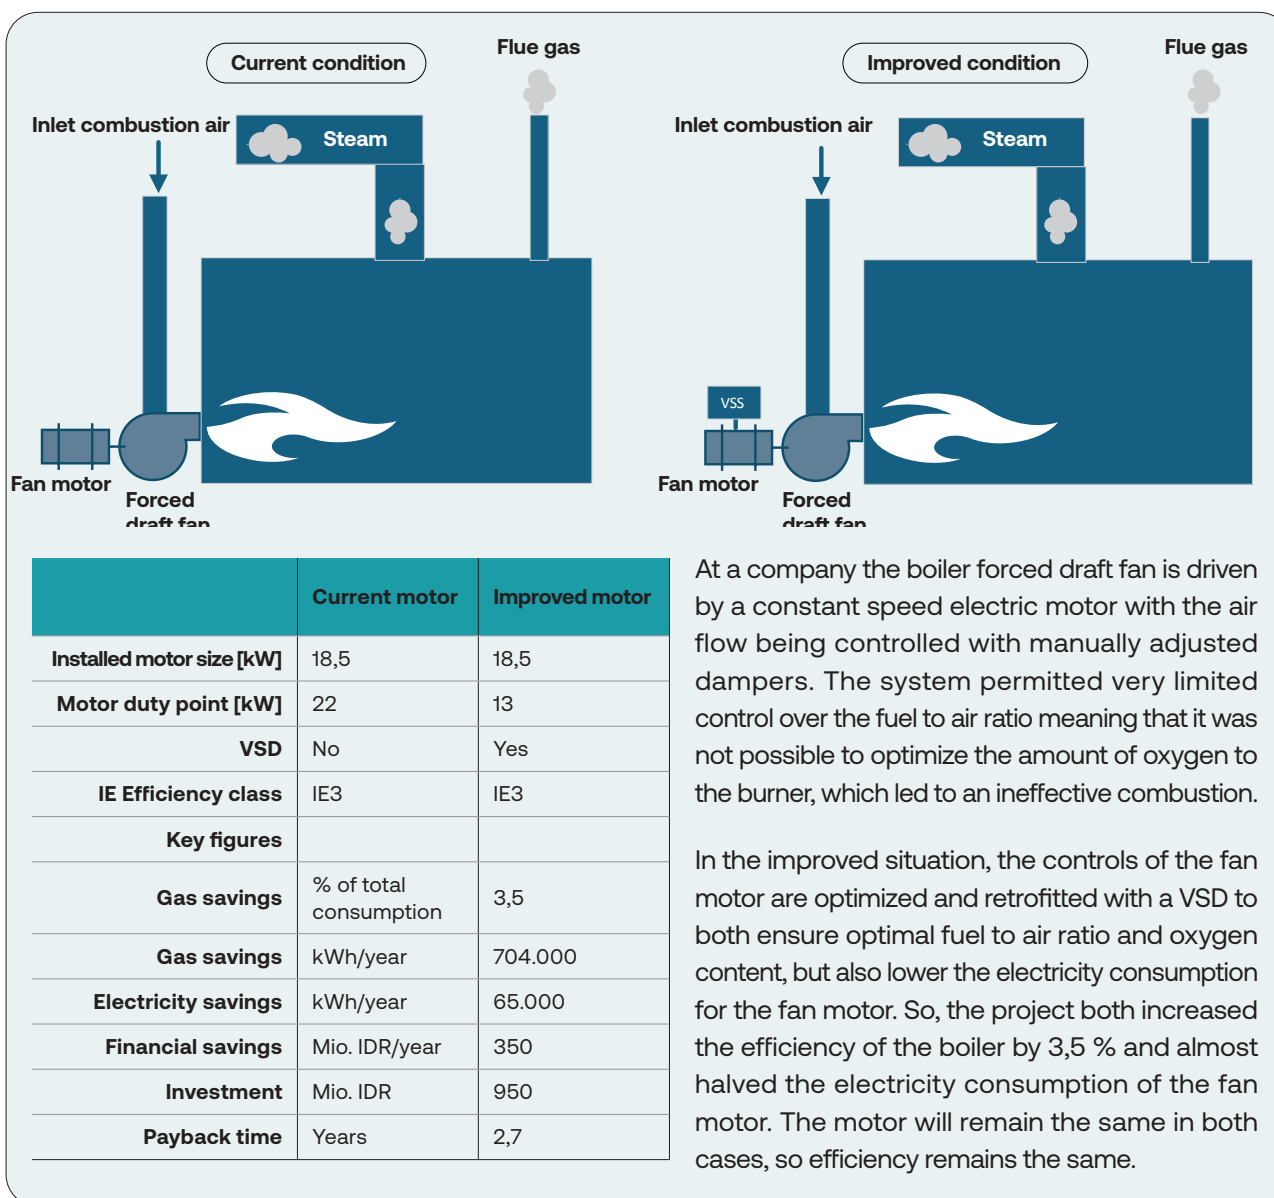 Current condition
Flue gas
Inlet combustion air
Steam
Fan motor
Forced
draft fan
Improved condition
Flue gas
Inlet combustion air
Steam
VSS
Fan motor
Forced
draft fan
Current motor Improved motor
Installed motor size [kW] 18,5 18,5
Motor duty point [kW] 22 13
VSD No Yes
IE Efficiency class IE3 IE3
Key figures
Gas savings % of total consumption 3,5
Gas savings kWh/year 704.000
Electricity savings kWh/year 65.000
Financial savings Mio. IDR/year 350
Investment Mio. IDR 950
Payback time Years 2,7
At a company the boiler forced draft fan is driven
by a constant speed electric motor with the air
flow being controlled with manually adjusted
dampers. The system permitted very limited
control over the fuel to air ratio meaning that it was
not possible to optimize the amount of oxygen to
the burner, which led to an ineffective combustion.
In the improved situation, the controls of the fan
motor are optimized and retrofitted with a VSD to
both ensure optimal fuel to air ratio and oxygen
content, but also lower the electricity consumption
for the fan motor. So, the project both increased
the efficiency of the boiler by 3,5 % and almost
halved the electricity consumption of the fan
motor. The motor will remain the same in both
cases, so efficiency remains the same.